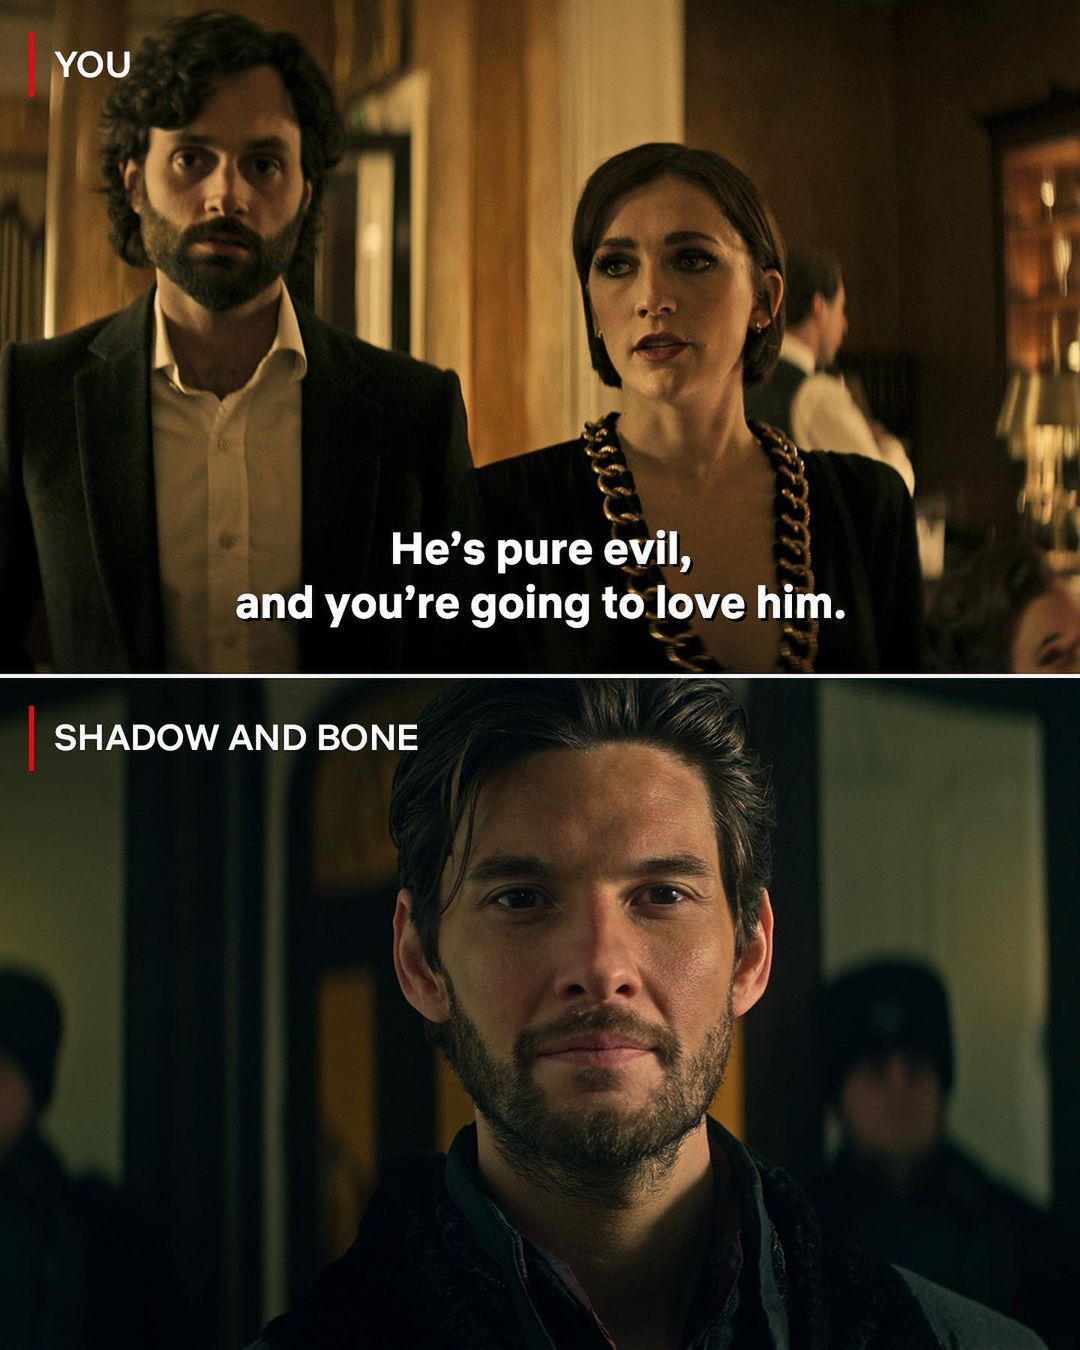 YOU
He’s pure evil,
and you’re going to love him.
SHADOW AND BONE